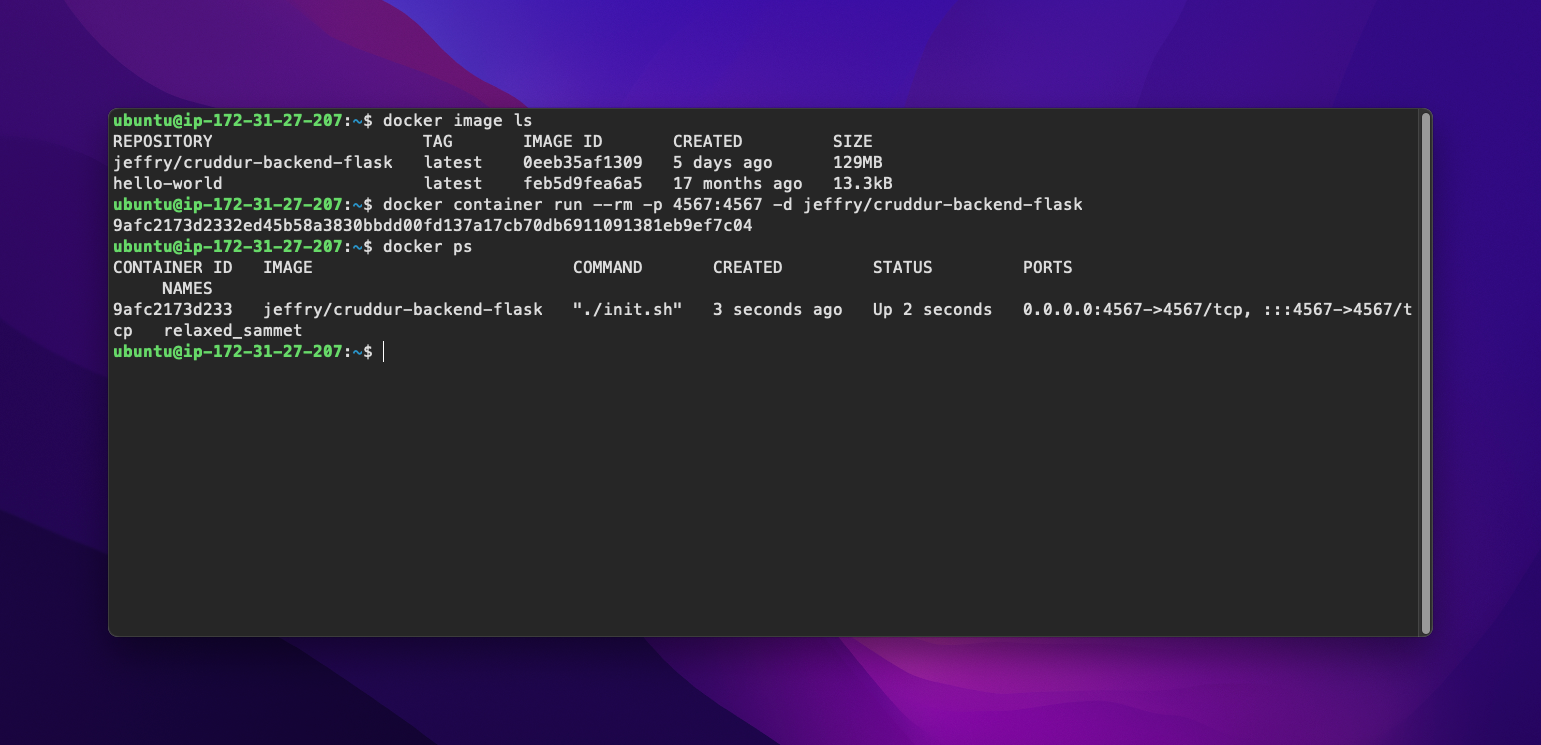 ubuntu@ip-172-31-27-207:~$ docker image ls
REPOSITORY                     TAG       IMAGE ID       CREATED         SIZE
jeffry/cruddur-backend-flask   latest    0eeb35af1309   5 days ago      129MB
hello-world                    latest    feb5d9fea6a5   17 months ago   13.3kB
ubuntu@ip-172-31-27-207:~$ docker container run --rm -p 4567:4567 -d jeffry/cruddur-backend-flask
9afc2173d2332ed45b58a3830bbdd00fd137a17cb70db6911091381eb9ef7c04
ubuntu@ip-172-31-27-207:~$ docker ps
CONTAINER ID   IMAGE                          COMMAND       CREATED         STATUS         PORTS
     NAMES
9afc2173d233   jeffry/cruddur-backend-flask   "./init.sh"   3 seconds ago   Up 2 seconds   0.0.0.0:4567->4567/tcp, :::4567->4567/t
cp   relaxed_sammet
ubuntu@ip-172-31-27-207:~$